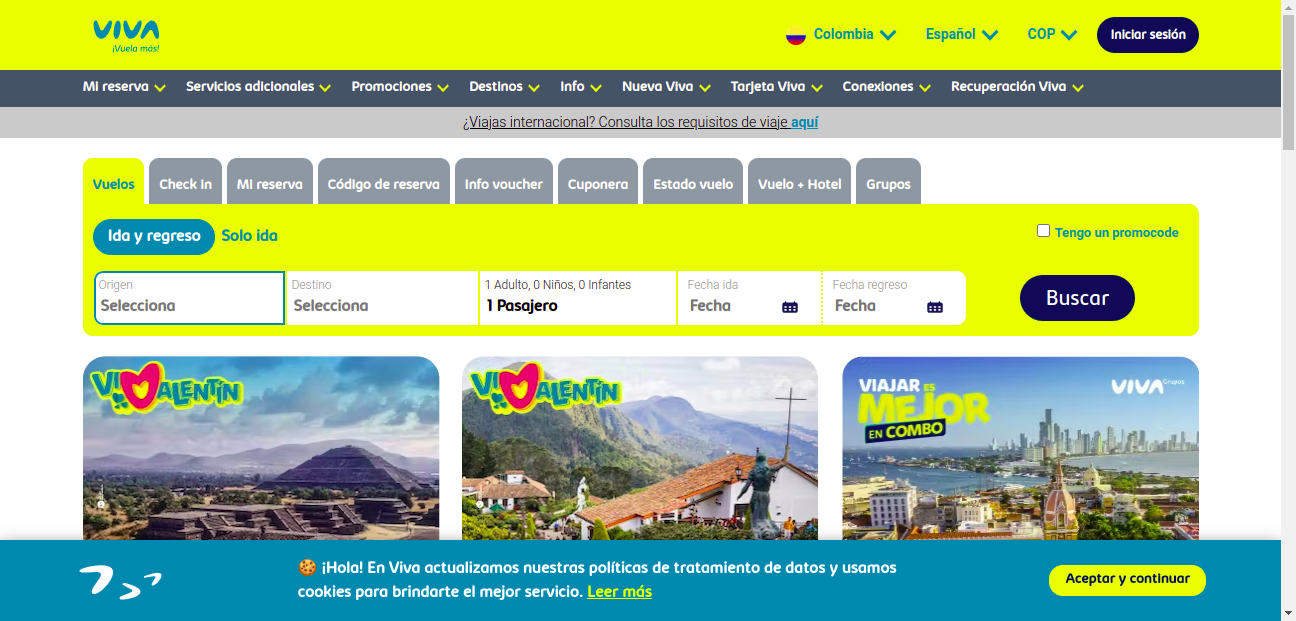 VIVA
¡Vuela más!
Colombia
Español
COP
Iniciar sesión
Mi reserva
Servicios adicionales
Promociones
Destinos
Info
Nueva Viva
Tarjeta Viva
Conexiones
Recuperación Viva
¿Viajas internacional? Consulta los requisitos de viaje aquí
Vuelos
Check In
Mi reserva
Código de reserva
Info voucher
Cuponera
Estado vuelo
Vuelo + Hotel
Grupos
Ida y regreso
Solo ida
Tengo un promocode
Origen
Selecciona
Destino
Selecciona
1 Adulto, 0 Niños, 0 Infantes
1 Pasajero
Fecha ida
Fecha
Fecha regreso
Fecha
Buscar
VIVALENTÍN
VIVALENTÍN
VIAJAR ES
MEJOR
EN COMBO
VIVA Grupos
¡Hola! En Viva actualizamos nuestras políticas de tratamiento de datos y usamos
cookies para brindarte el mejor servicio. Leer más
Aceptar y continuar